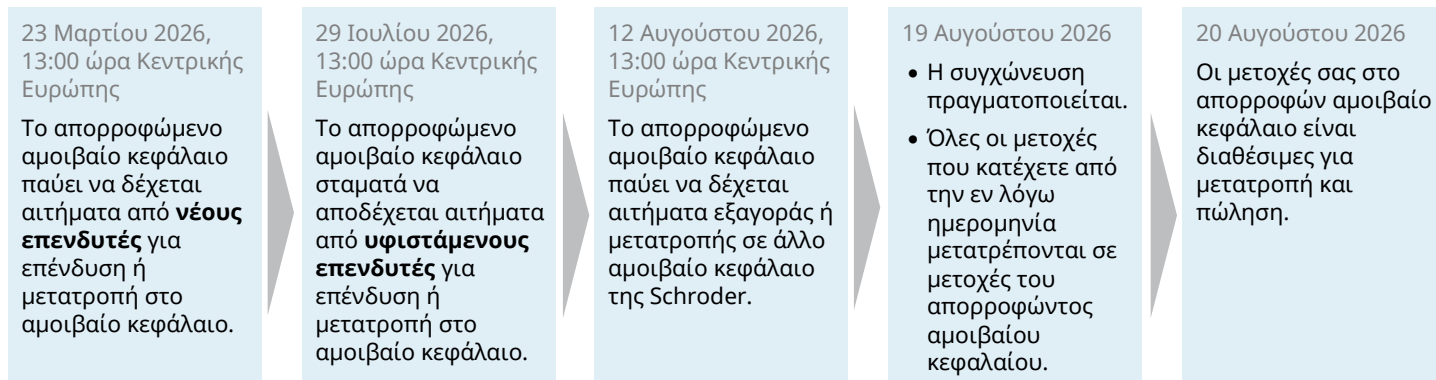 23 Μαρτίου 2026,
13:00 ώρα Κεντρικής
Ευρώπης
Το απορροφώμενο
αμοιβαίο κεφάλαιο
παύει να δέχεται
αιτήματα από νέους
επενδυτές για
επένδυση ή
μετατροπή στο
αμοιβαίο κεφάλαιο.
29 Ιουλίου 2026,
13:00 ώρα Κεντρικής
Ευρώπης
Το απορροφώμενο
αμοιβαίο κεφάλαιο
σταματά να
αποδέχεται αιτήματα
από υφιστάμενους
επενδυτές για
επένδυση ή
μετατροπή στο
αμοιβαίο κεφάλαιο.
12 Αυγούστου 2026,
13:00 ώρα Κεντρικής
Ευρώπης
Το απορροφώμενο
αμοιβαίο κεφάλαιο
παύει να δέχεται
αιτήματα εξαγοράς ή
μετατροπής σε άλλο
αμοιβαίο κεφάλαιο
της Schroder.
19 Αυγούστου 2026
• Η συγχώνευση
πραγματοποιείται.
• Όλες οι μετοχές
που κατέχετε από
την εν λόγω
ημερομηνία
μετατρέπονται σε
μετοχές του
απορροφώντος
αμοιβαίου
κεφαλαίου.
20 Αυγούστου 2026
Οι μετοχές σας στο
απορροφών αμοιβαίο
κεφάλαιο είναι
διαθέσιμες για
μετατροπή και
πώληση.